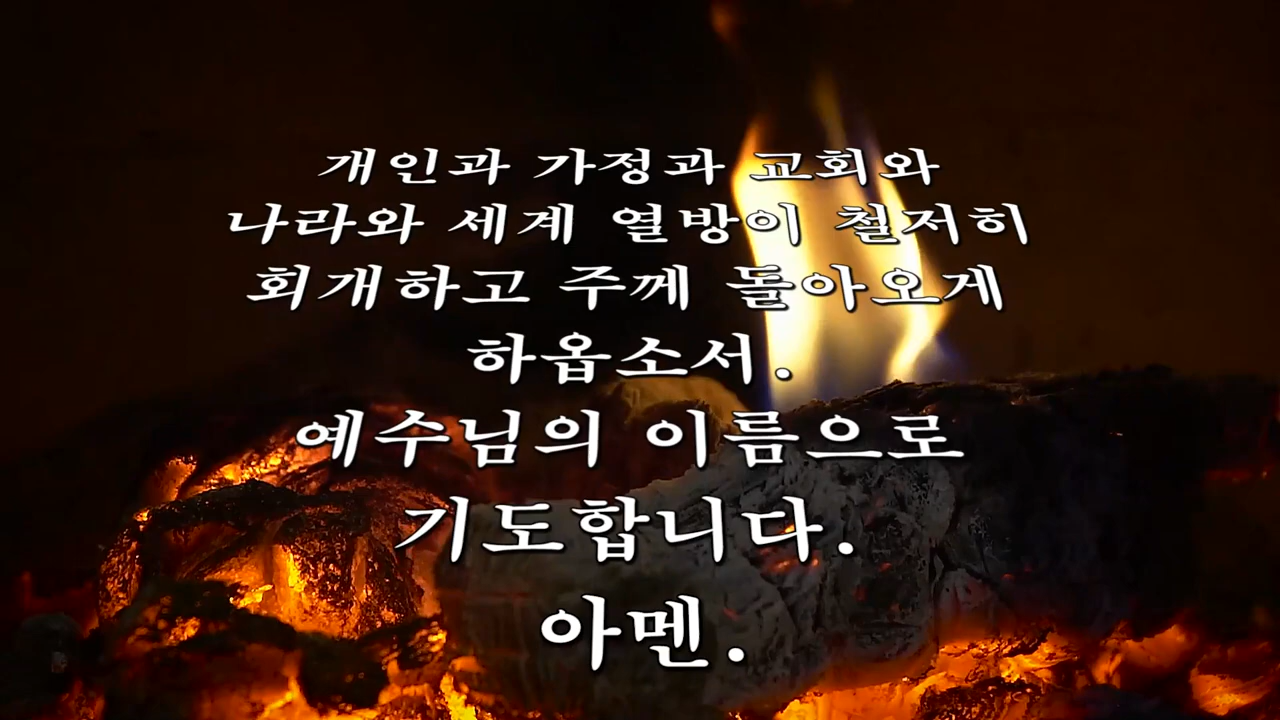 개인과 가정과 교회와
나라와 세계 열방이 철저히
회개하고 주께 돌아오게
하옵소서.
예수님의 이름으로
기도합니다.
아멘.